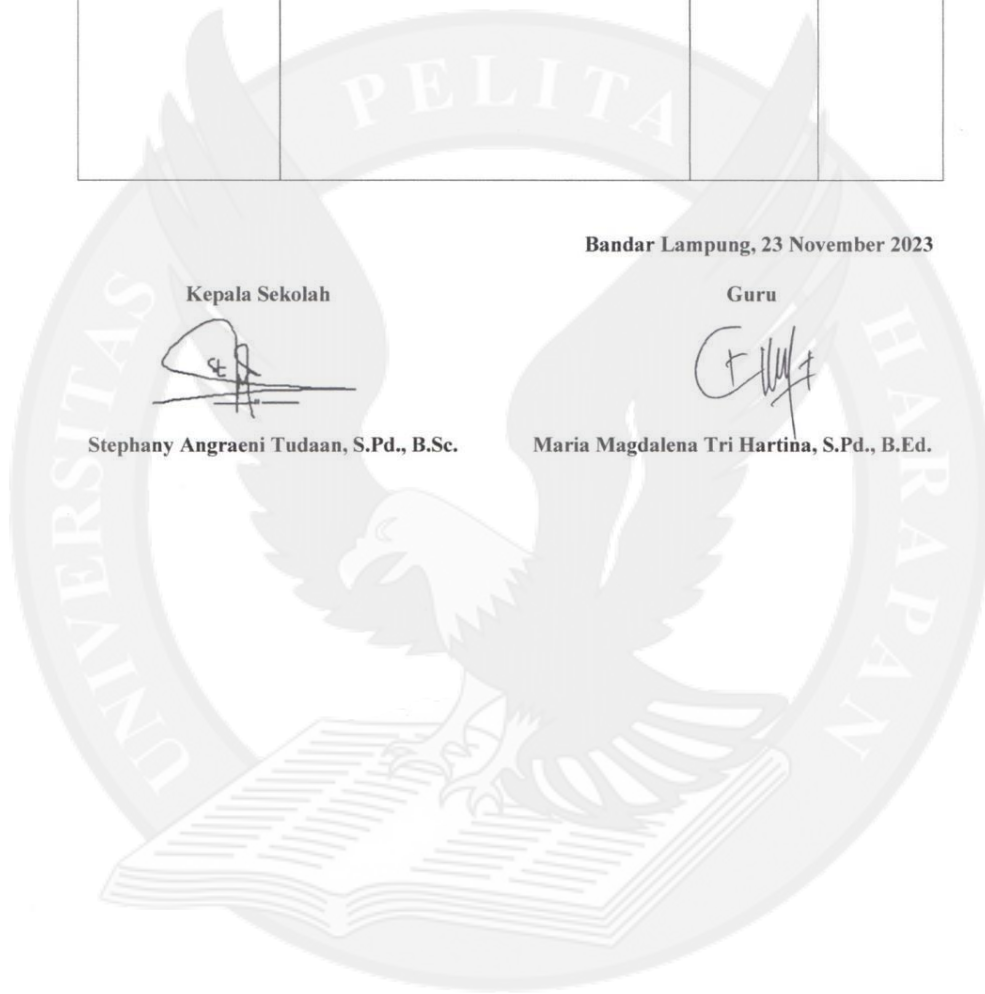 Bandar Lampung, 23 November 2023
Kepala Sekolah
Guru
Stephany Angraeni Tudaan, S.Pd., B.Sc.
Maria Magdalena Tri Hartina, S.Pd., B.Ed.
UNIVERSITAS PELITA HARAPAN